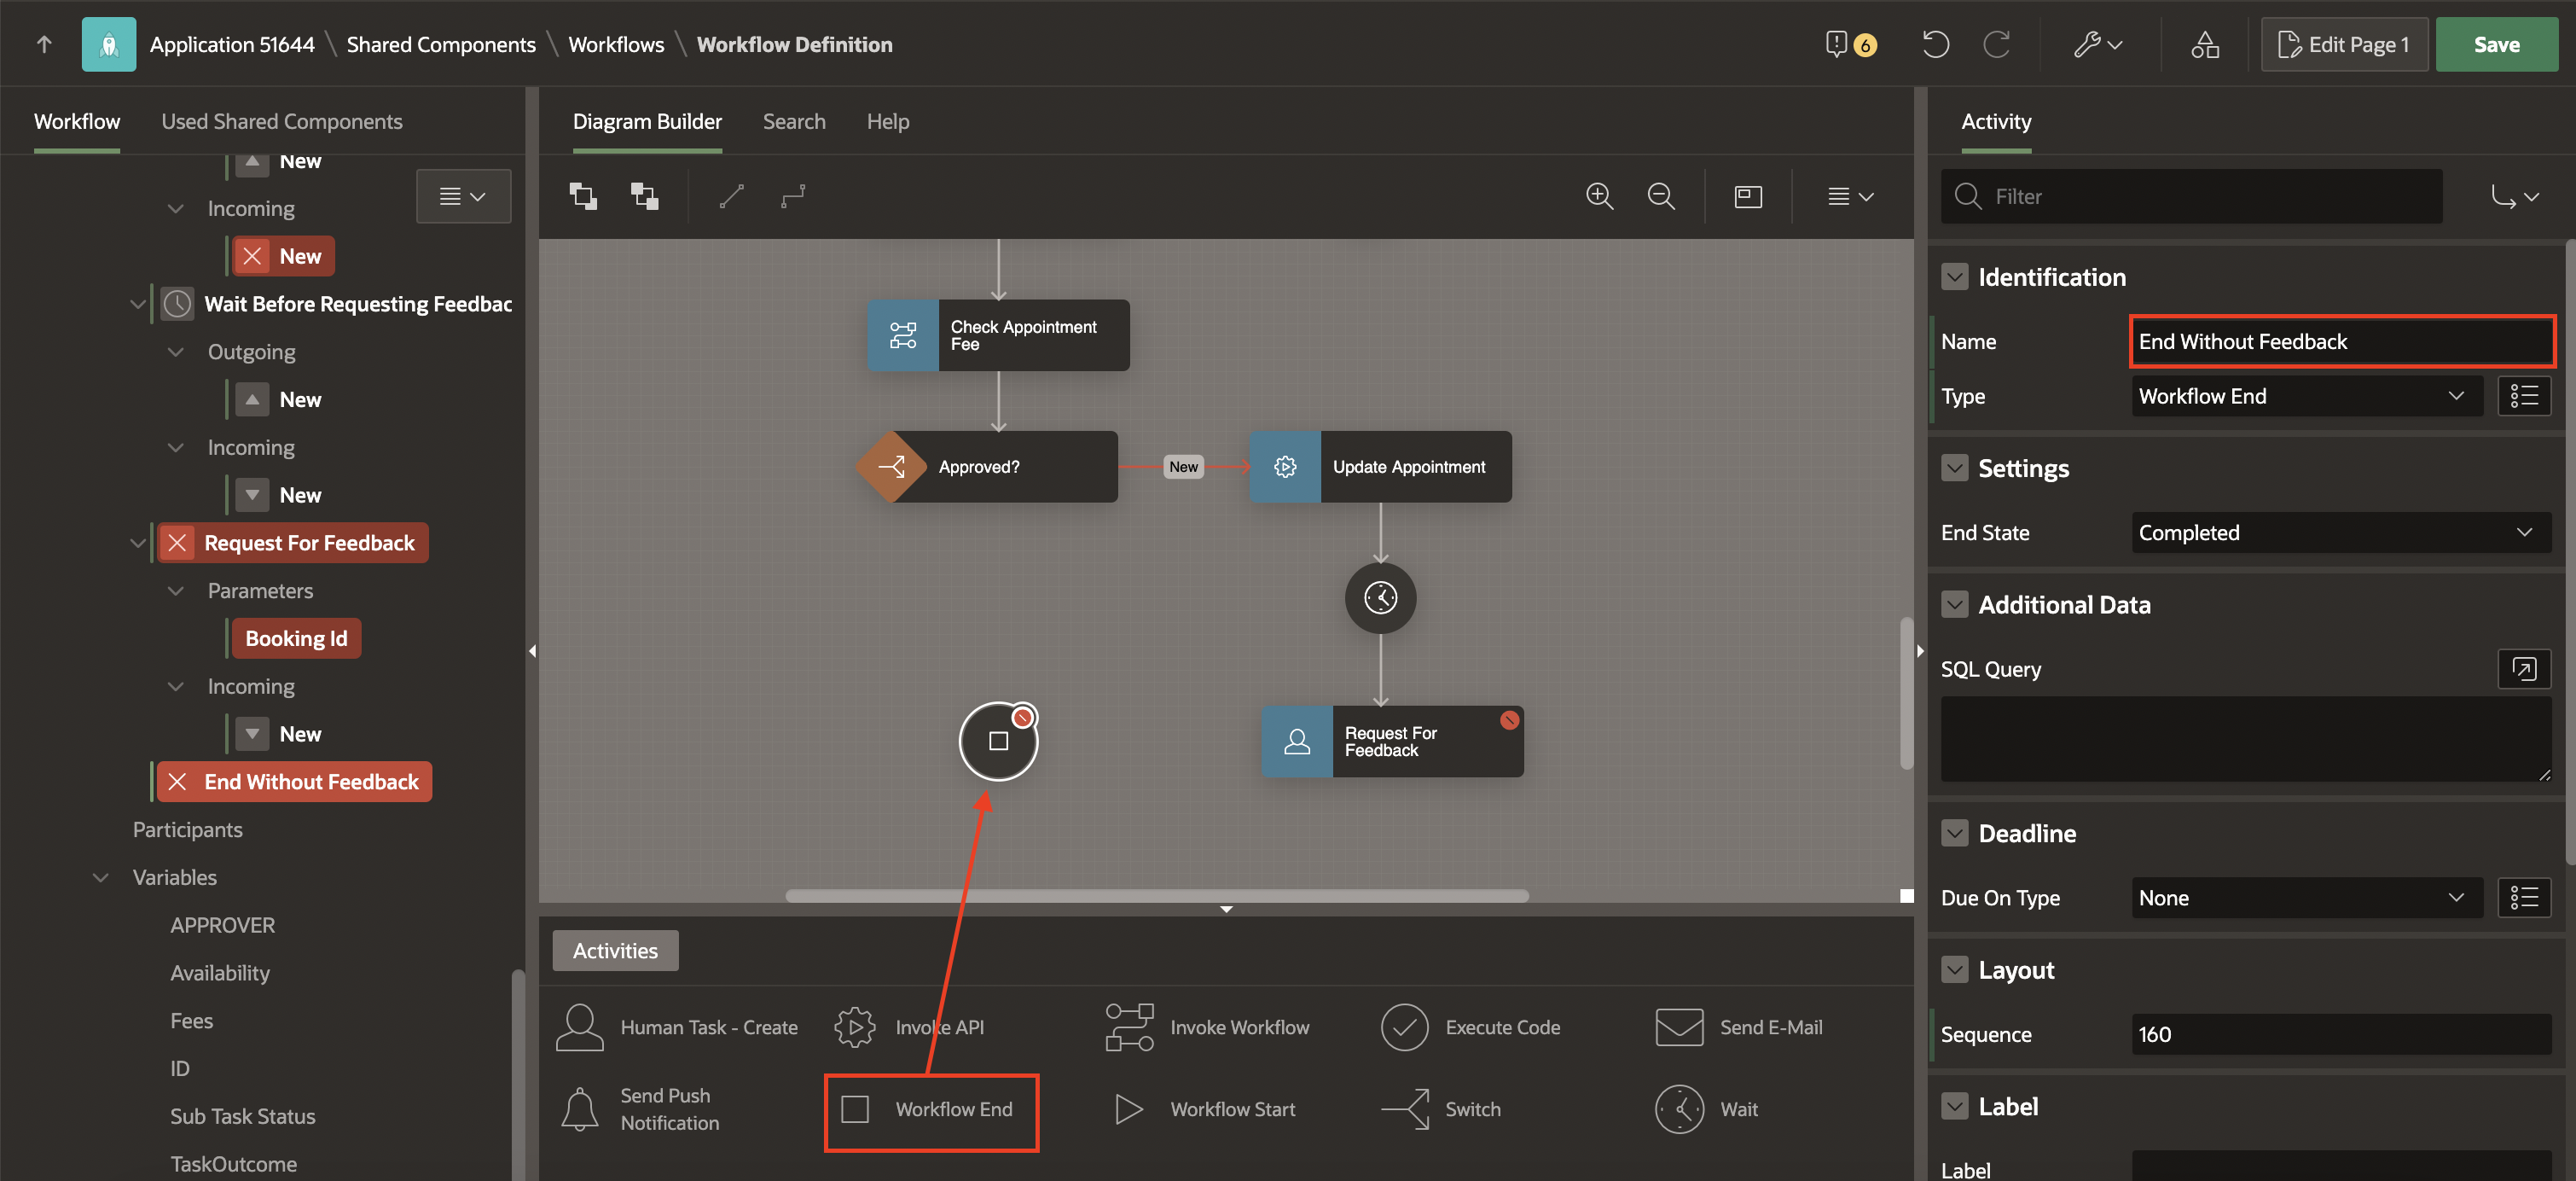 Application 51644 \ Shared Components \ Workflows \ Workflow Definition
6
Edit Page 1
Save
Workflow
Used Shared Components
New
Incoming
New
Wait Before Requesting Feedbac
Outgoing
New
Incoming
New
Request For Feedback
Parameters
Booking Id
Incoming
New
End Without Feedback
Participants
Variables
APPROVER
Availability
Fees
ID
Sub Task Status
TaskOutcome
Diagram Builder
Search
Help
Check Appointment
Fee
Approved?
New
Update Appointment
Request For
Feedback
Activities
Human Task - Create
Invoke API
Invoke Workflow
Execute Code
Send E-Mail
Send Push
Notification
Workflow End
Workflow Start
Switch
Wait
Activity
Filter
Identification
Name
End Without Feedback
Type
Workflow End
Settings
End State
Completed
Additional Data
SQL Query
Deadline
Due On Type
None
Layout
Sequence
160
Label
Label